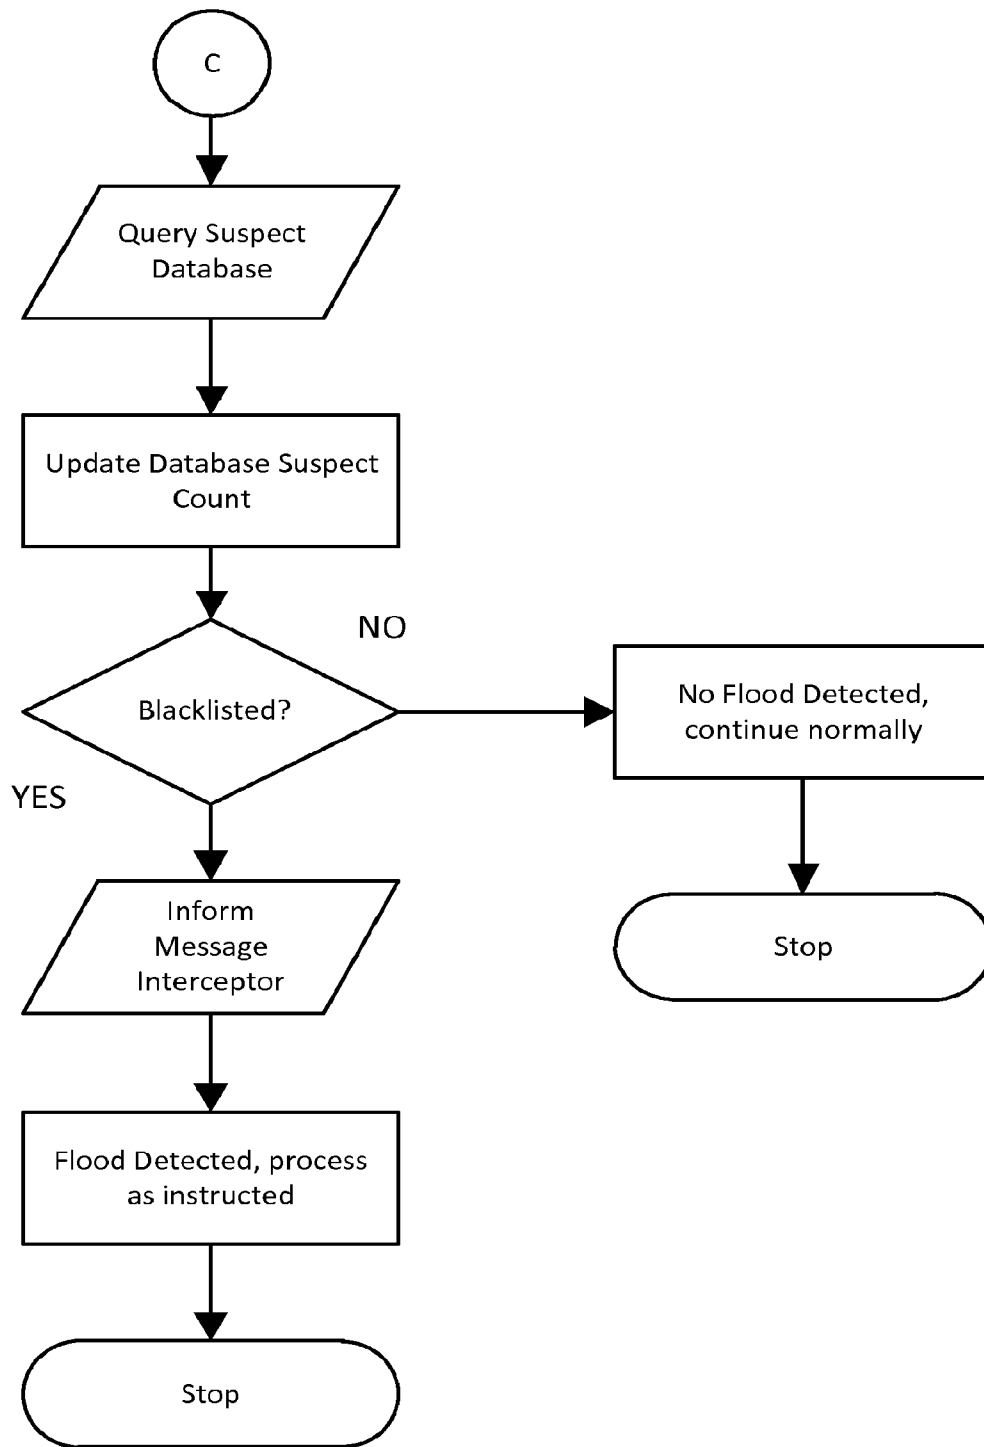 C
Query Suspect
Database
Update Database Suspect
Count
NO
Blacklisted?
No Flood Detected,
continue normally
YES
Inform
Message
Interceptor
Stop
Flood Detected, process
as instructed
Stop